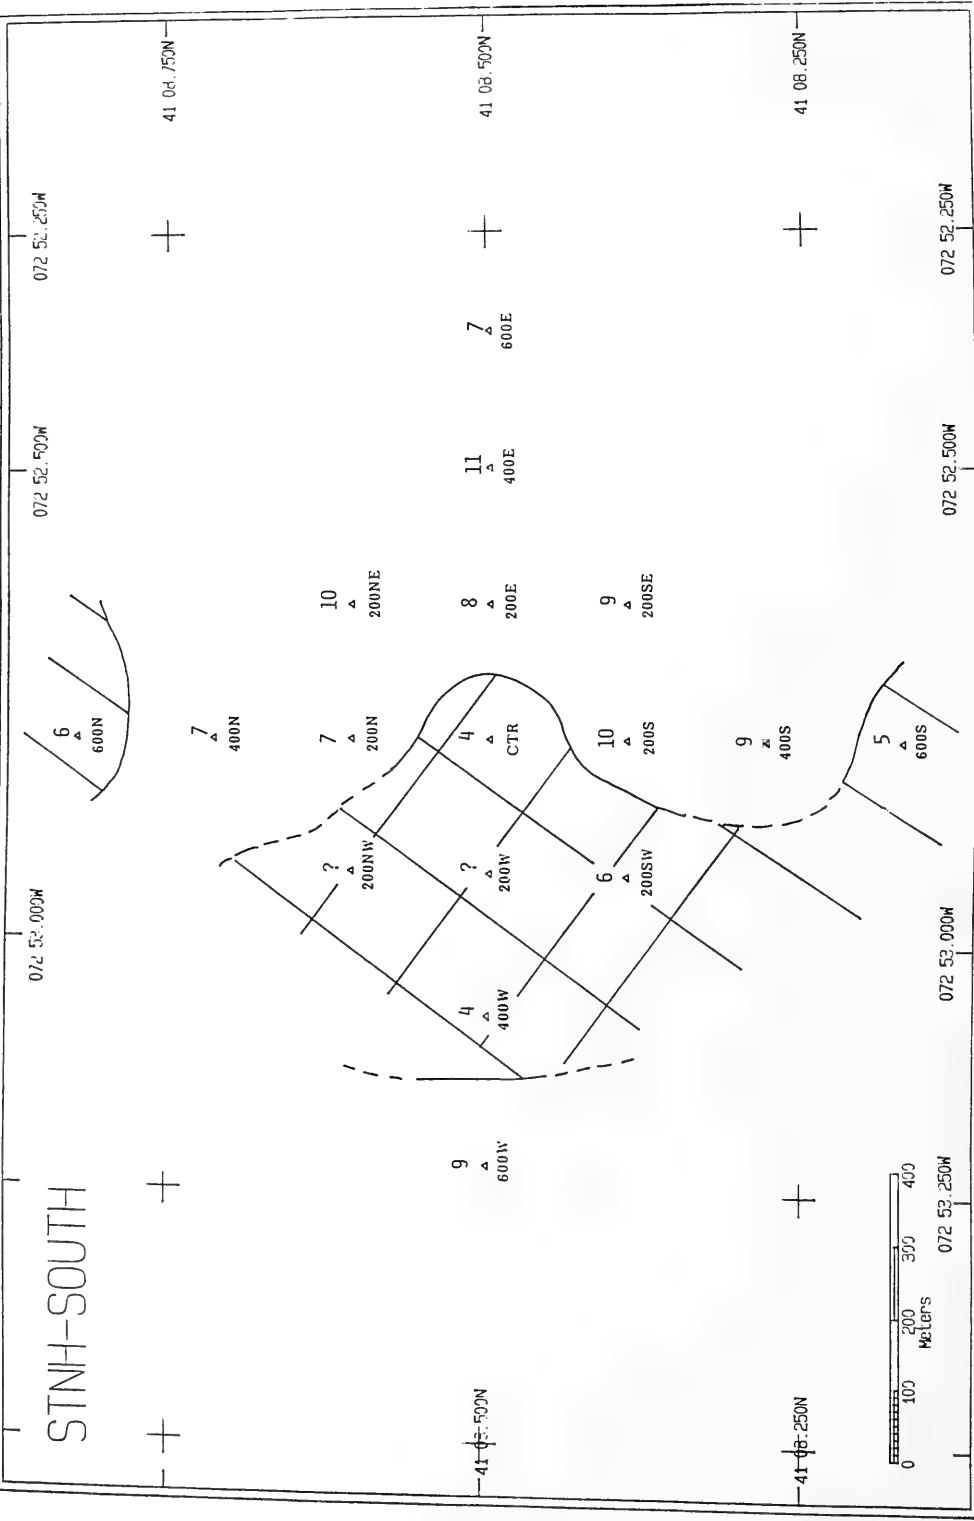 STNH-SOUTH
072 53.000W
072 52.500W
072 52.250W
41 08.750N
6
600N
7
400N
10
200NE
7
200N
?
200NW
9
600W
4
400W
?
200W
4
CTR
8
200E
11
400E
7
600E
41 08.500N
41 08.500N
6
200SW
10
200S
9
200SE
9
400S
41 08.250N
41 08.250N
5
600S
0
100
200
300
400
Meters
072 53.250W
072 53.000W
072 52.500W
072 52.250W